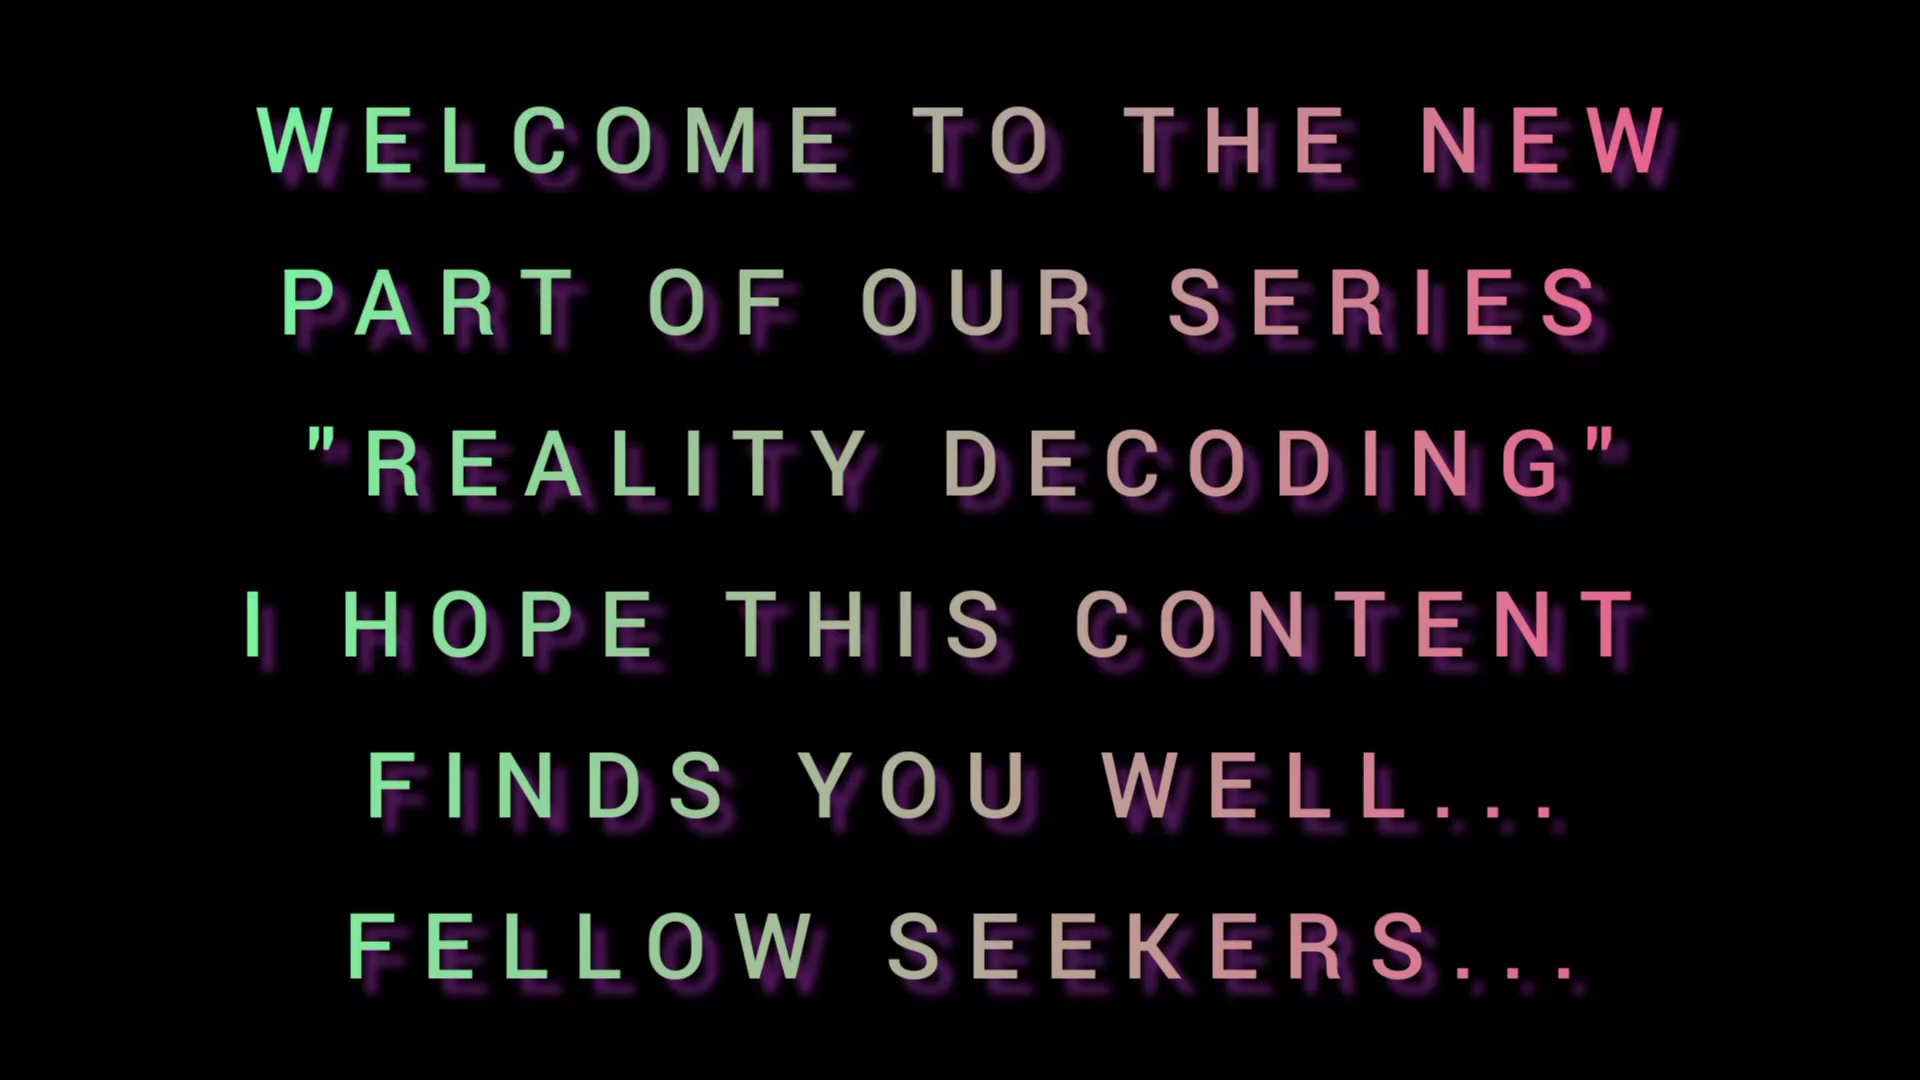 WELCOME TO THE NEW
PART OF OUR SERIES
"REALITY DECODING"
I HOPE THIS CONTENT
FINDS YOU WELL...
FELLOW SEEKERS...